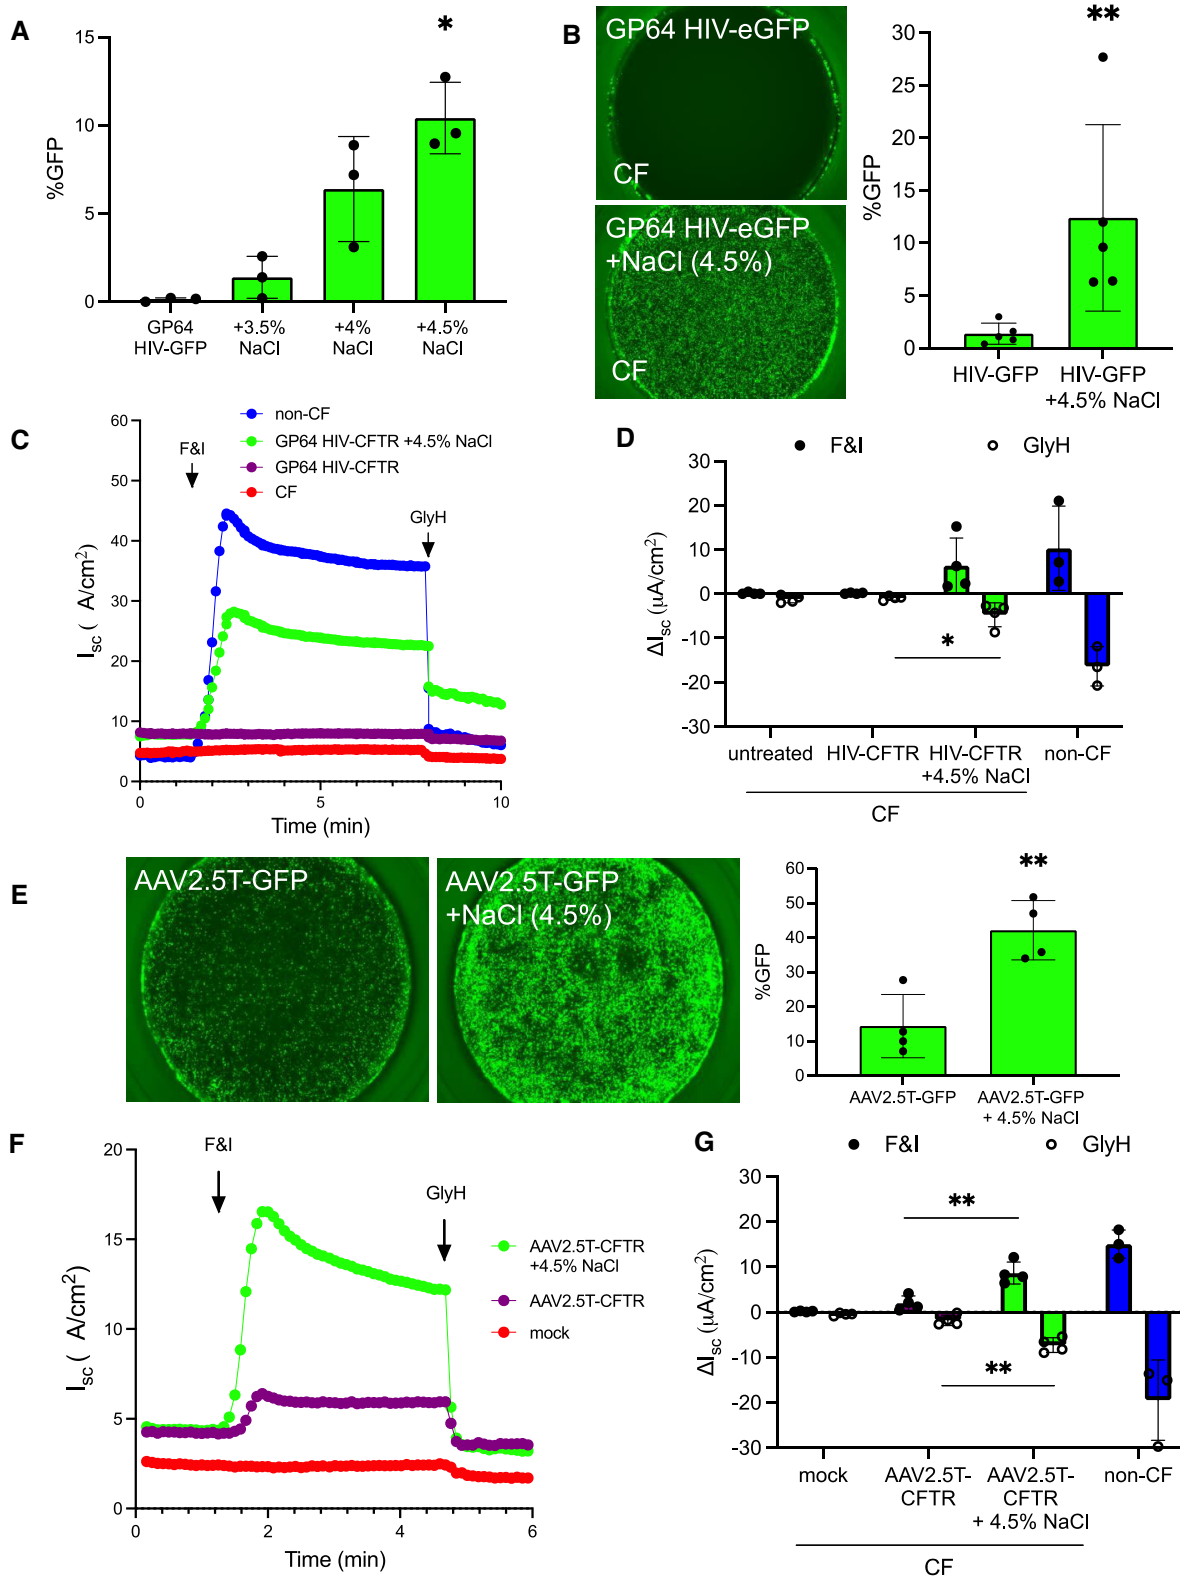 A
*
15
10
5
0
%GFP
GP64
HIV-GFP
+3.5%
NaCl
+4%
NaCl
+4.5%
NaCl
B
GP64 HIV-eGFP
CF
GP64 HIV-eGFP
+NaCl (4.5%)
CF
**
30
25
20
15
10
5
0
%GFP
HIV-GFP
HIV-GFP
+4.5% NaCl
C
non-CF
GP64 HIV-CFTR +4.5% NaCl
GP64 HIV-CFTR
CF
F&I
GlyH
60
50
40
30
20
10
0
Isc ( A/cm2)
0
5
10
Time (min)
D
F&I
GlyH
30
20
10
0
-10
-20
-30
ΔIsc (μA/cm2)
*
untreated
HIV-CFTR
HIV-CFTR
+4.5% NaCl
non-CF
CF
E
AAV2.5T-GFP
AAV2.5T-GFP
+NaCl (4.5%)
**
60
50
40
30
20
10
0
%GFP
AAV2.5T-GFP
AAV2.5T-GFP
+ 4.5% NaCl
F
F&I
GlyH
20
15
10
5
0
Isc ( A/cm2)
AAV2.5T-CFTR
+4.5% NaCl
AAV2.5T-CFTR
mock
0
2
4
6
Time (min)
G
F&I
GlyH
30
20
10
0
-10
-20
-30
ΔIsc (μA/cm2)
**
**
mock
AAV2.5T-
CFTR
AAV2.5T-
CFTR
+ 4.5% NaCl
non-CF
CF